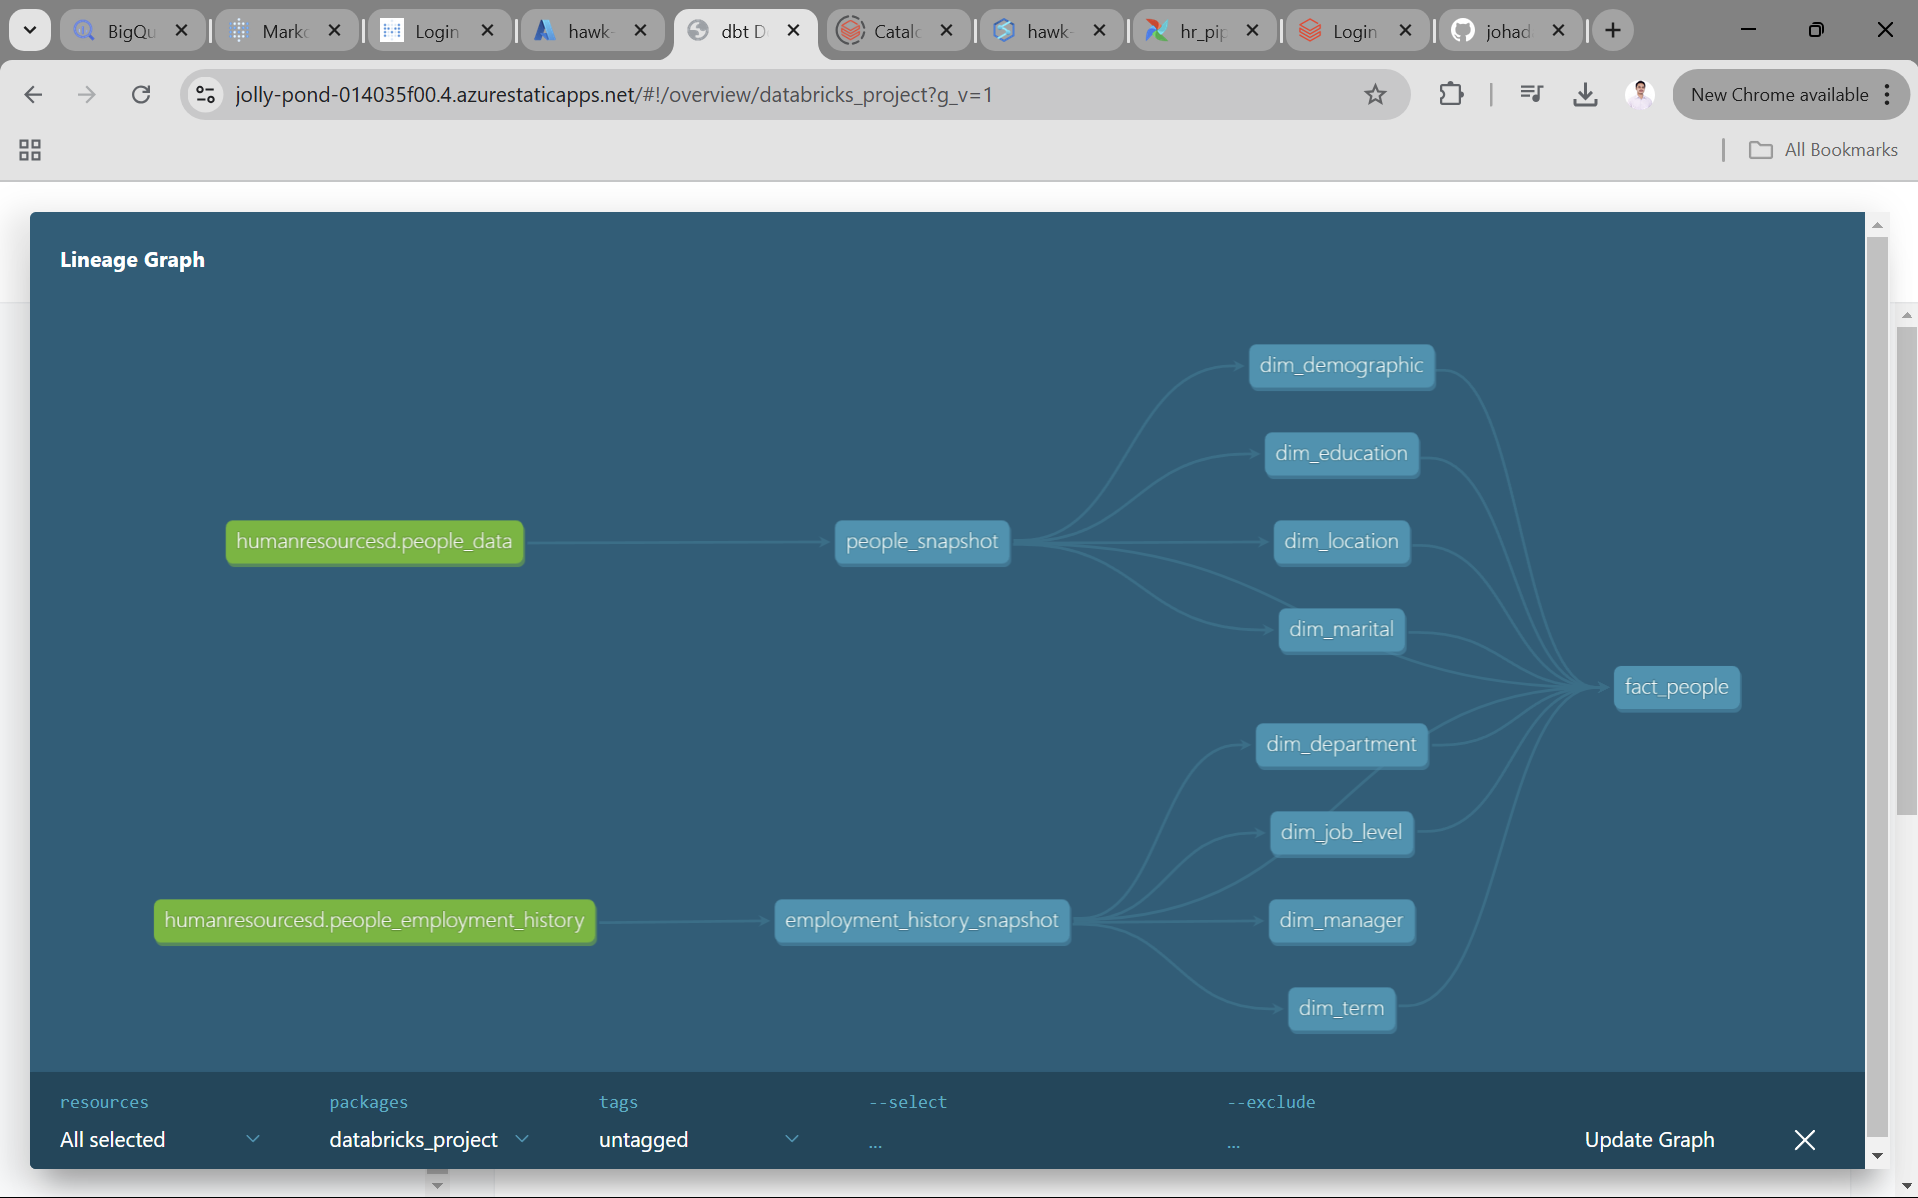 BigQu
Markc
Login
hawk-
dbt D
Catalc
hawk-
hr_pip
Login
johad
jolly-pond-014035f00.4.azurestaticapps.net/#!/overview/databricks_project?g_v=1
New Chrome available
All Bookmarks
Lineage Graph
dim_demographic
dim_education
humanresourcesd.people_data
people_snapshot
dim_location
dim_marital
fact_people
dim_department
dim_job_level
humanresourcesd.people_employment_history
employment_history_snapshot
dim_manager
dim_term
resources
packages
tags
--select
--exclude
All selected
databricks_project
untagged
...
...
Update Graph